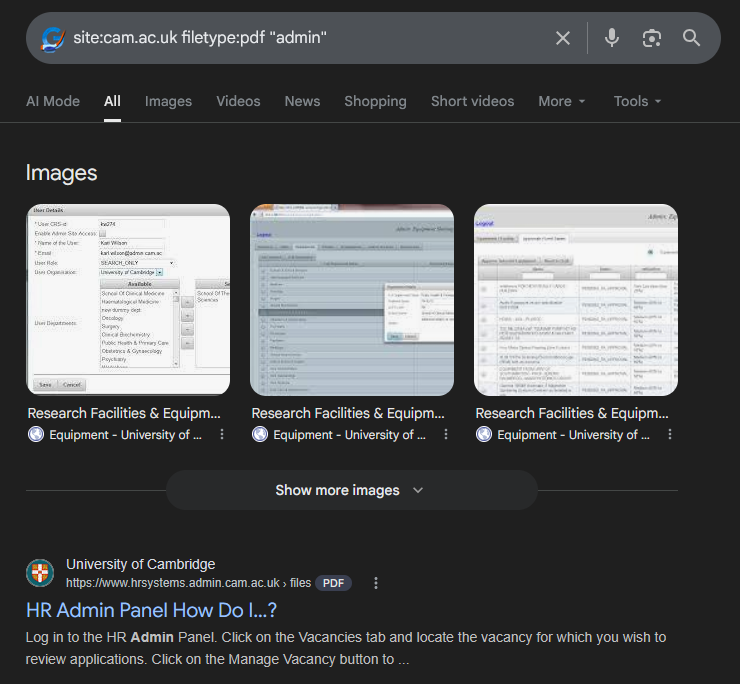 site:cam.ac.uk filetype:pdf "admin"
AI Mode
All
Images
Videos
News
Shopping
Short videos
More
Tools
Images
User Details
* User CRS-id:
kw274
Enable Admin Site Access:
* Name of the User:
Kari Wilson
* Email:
kari.wilson@admin.cam.ac
User Role:
SEARCH_ONLY
User Organisation:
University of Cambridge
Available
School Of Clinical Medicine
Haematological Medicine
new dummy dept
Oncology
Surgery
Clinical Biochemistry
Public Health & Primary Care
Obstetrics & Gynaecology
Psychiatry
User Departments:
School Of The
Sciences
Save
Cancel
Logout
Logout
Research Facilities & Equipm...
Equipment - University of ...
Research Facilities & Equipm...
Equipment - University of ...
Research Facilities & Equipm...
Equipment - University of ...
Show more images
University of Cambridge
https://www.hrsystems.admin.cam.ac.uk › files
PDF
HR Admin Panel How Do I...?
Log in to the HR Admin Panel. Click on the Vacancies tab and locate the vacancy for which you wish to
review applications. Click on the Manage Vacancy button to ...